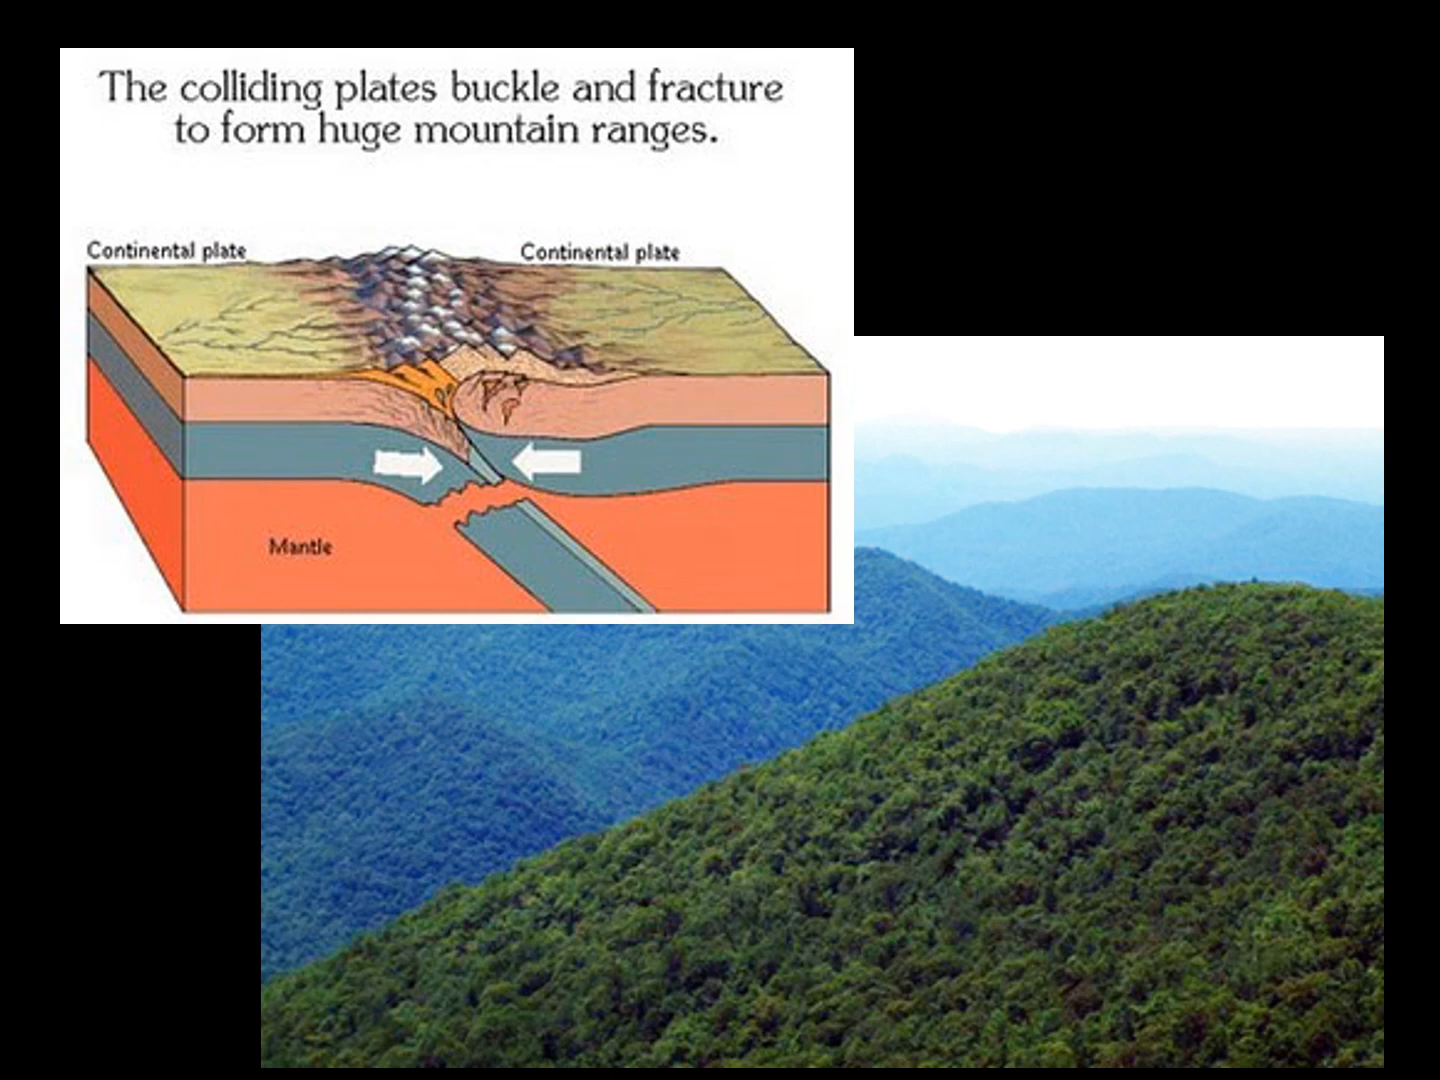 The colliding plates buckle and fracture
to form huge mountain ranges.
Continental plate
Continental plate
Mantle